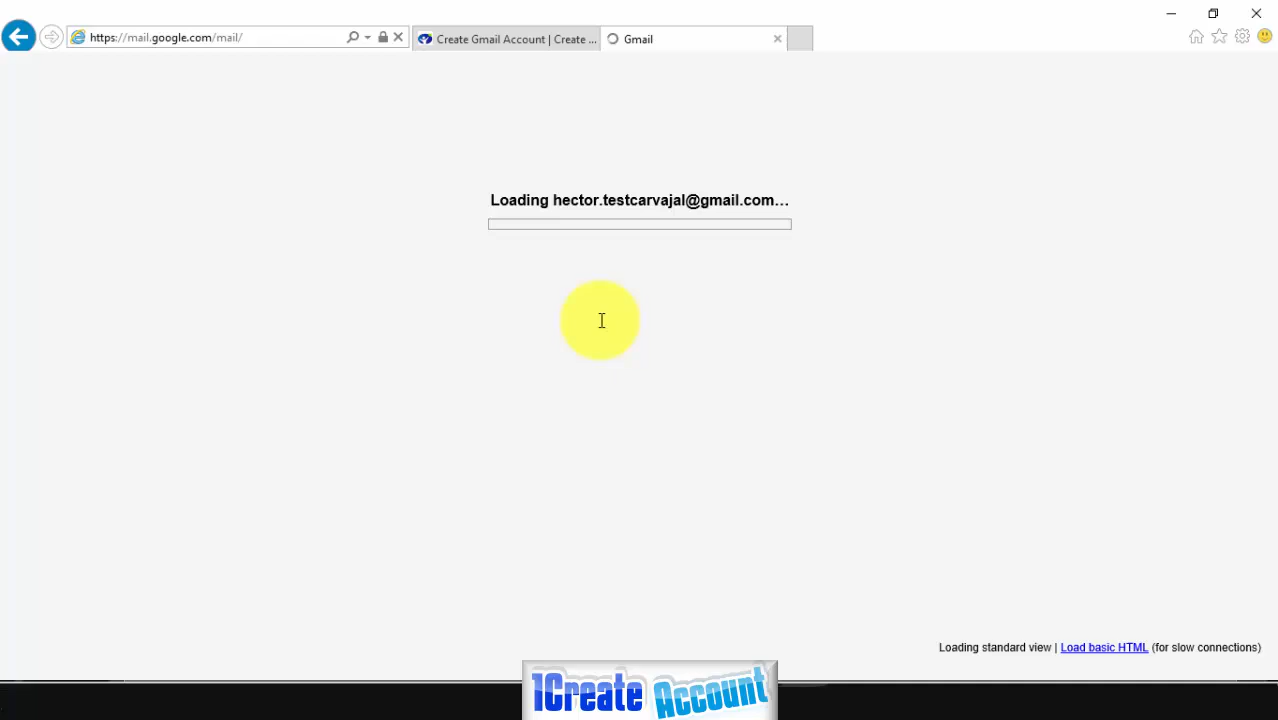 https://mail.google.com/mail/
Create Gmail Account | Create ...
Gmail
Loading hector.testcarvajal@gmail.com...
Loading standard view | Load basic HTML (for slow connections)
1Create Account